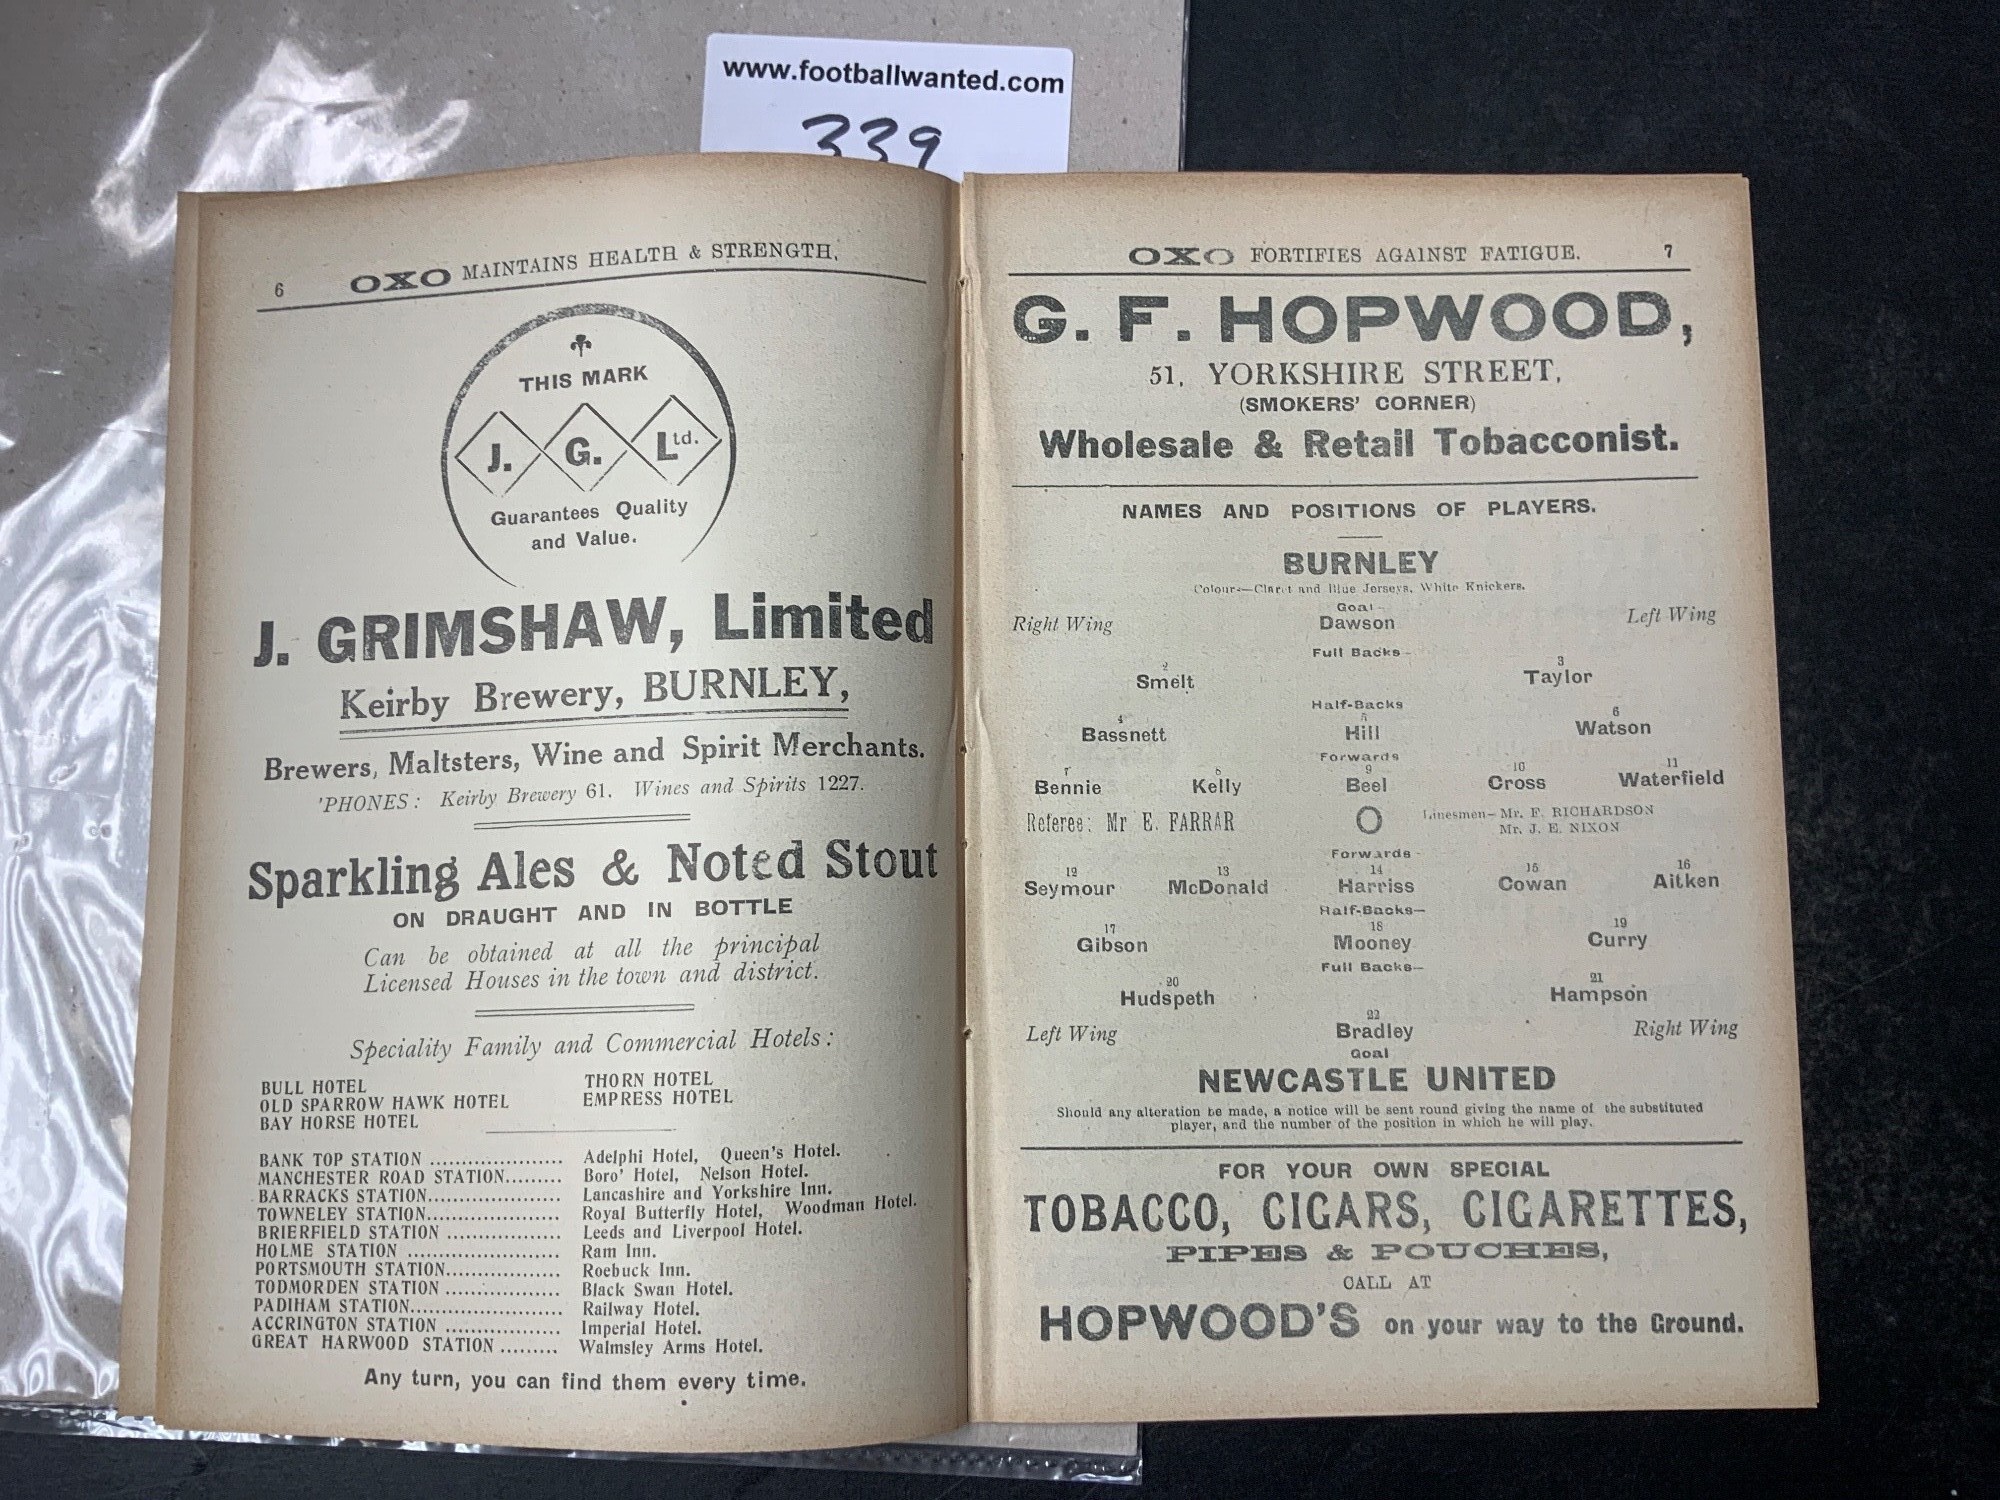 www.footballwanted.com
339
6 OXO MAINTAINS HEALTH & STRENGTH,
THIS MARK
J. G. Ltd.
Guarantees Quality
and Value.
J. GRIMSHAW, Limited
Keirby Brewery, BURNLEY,
Brewers, Maltsters, Wine and Spirit Merchants.
'PHONES: Keirby Brewery 61. Wines and Spirits 1227.
Sparkling Ales & Noted Stout
ON DRAUGHT AND IN BOTTLE
Can be obtained at all the principal
Licensed Houses in the town and district.
Speciality Family and Commercial Hotels:
BULL HOTEL THORN HOTEL
OLD SPARROW HAWK HOTEL EMPRESS HOTEL
BAY HORSE HOTEL
BANK TOP STATION ...................... Adelphi Hotel, Queen's Hotel.
MANCHESTER ROAD STATION......... Boro' Hotel, Nelson Hotel.
BARRACKS STATION...................... Lancashire and Yorkshire Inn.
TOWNELEY STATION...................... Royal Butterfly Hotel, Woodman Hotel.
BRIERFIELD STATION ................... Leeds and Liverpool Hotel.
HOLME STATION ......................... Ram Inn.
PORTSMOUTH STATION................... Roebuck Inn.
TODMORDEN STATION ................... Black Swan Hotel.
PADIHAM STATION......................... Railway Hotel.
ACCRINGTON STATION ................... Imperial Hotel.
GREAT HARWOOD STATION ......... Walmsley Arms Hotel.
Any turn, you can find them every time.
OXO FORTIFIES AGAINST FATIGUE. 7
G. F. HOPWOOD,
51, YORKSHIRE STREET,
(SMOKERS' CORNER)
Wholesale & Retail Tobacconist.
NAMES AND POSITIONS OF PLAYERS.
BURNLEY
Colours—Claret and Blue Jerseys, White Knickers.
Goal-
Right Wing Dawson Left Wing
Full Backs-
2 3
Smelt Taylor
Half-Backs
4 5 6
Bassnett Hill Watson
Forwards
7 8 9 10 11
Bennie Kelly Beel Cross Waterfield
Referee: Mr E. FARRAR O Linesmen—Mr. F. RICHARDSON
Mr. J. E. NIXON
Forwards-
12 13 14 15 16
Seymour McDonald Harriss Cowan Aitken
Half-Backs—
17 18 19
Gibson Mooney Curry
Full Backs—
20 21
Hudspeth Hampson
22
Left Wing Bradley Right Wing
Goal
NEWCASTLE UNITED
Should any alteration be made, a notice will be sent round giving the name of the substituted
player, and the number of the position in which he will play.
FOR YOUR OWN SPECIAL
TOBACCO, CIGARS, CIGARETTES,
PIPES & POUCHES,
CALL AT
HOPWOOD'S on your way to the Ground.